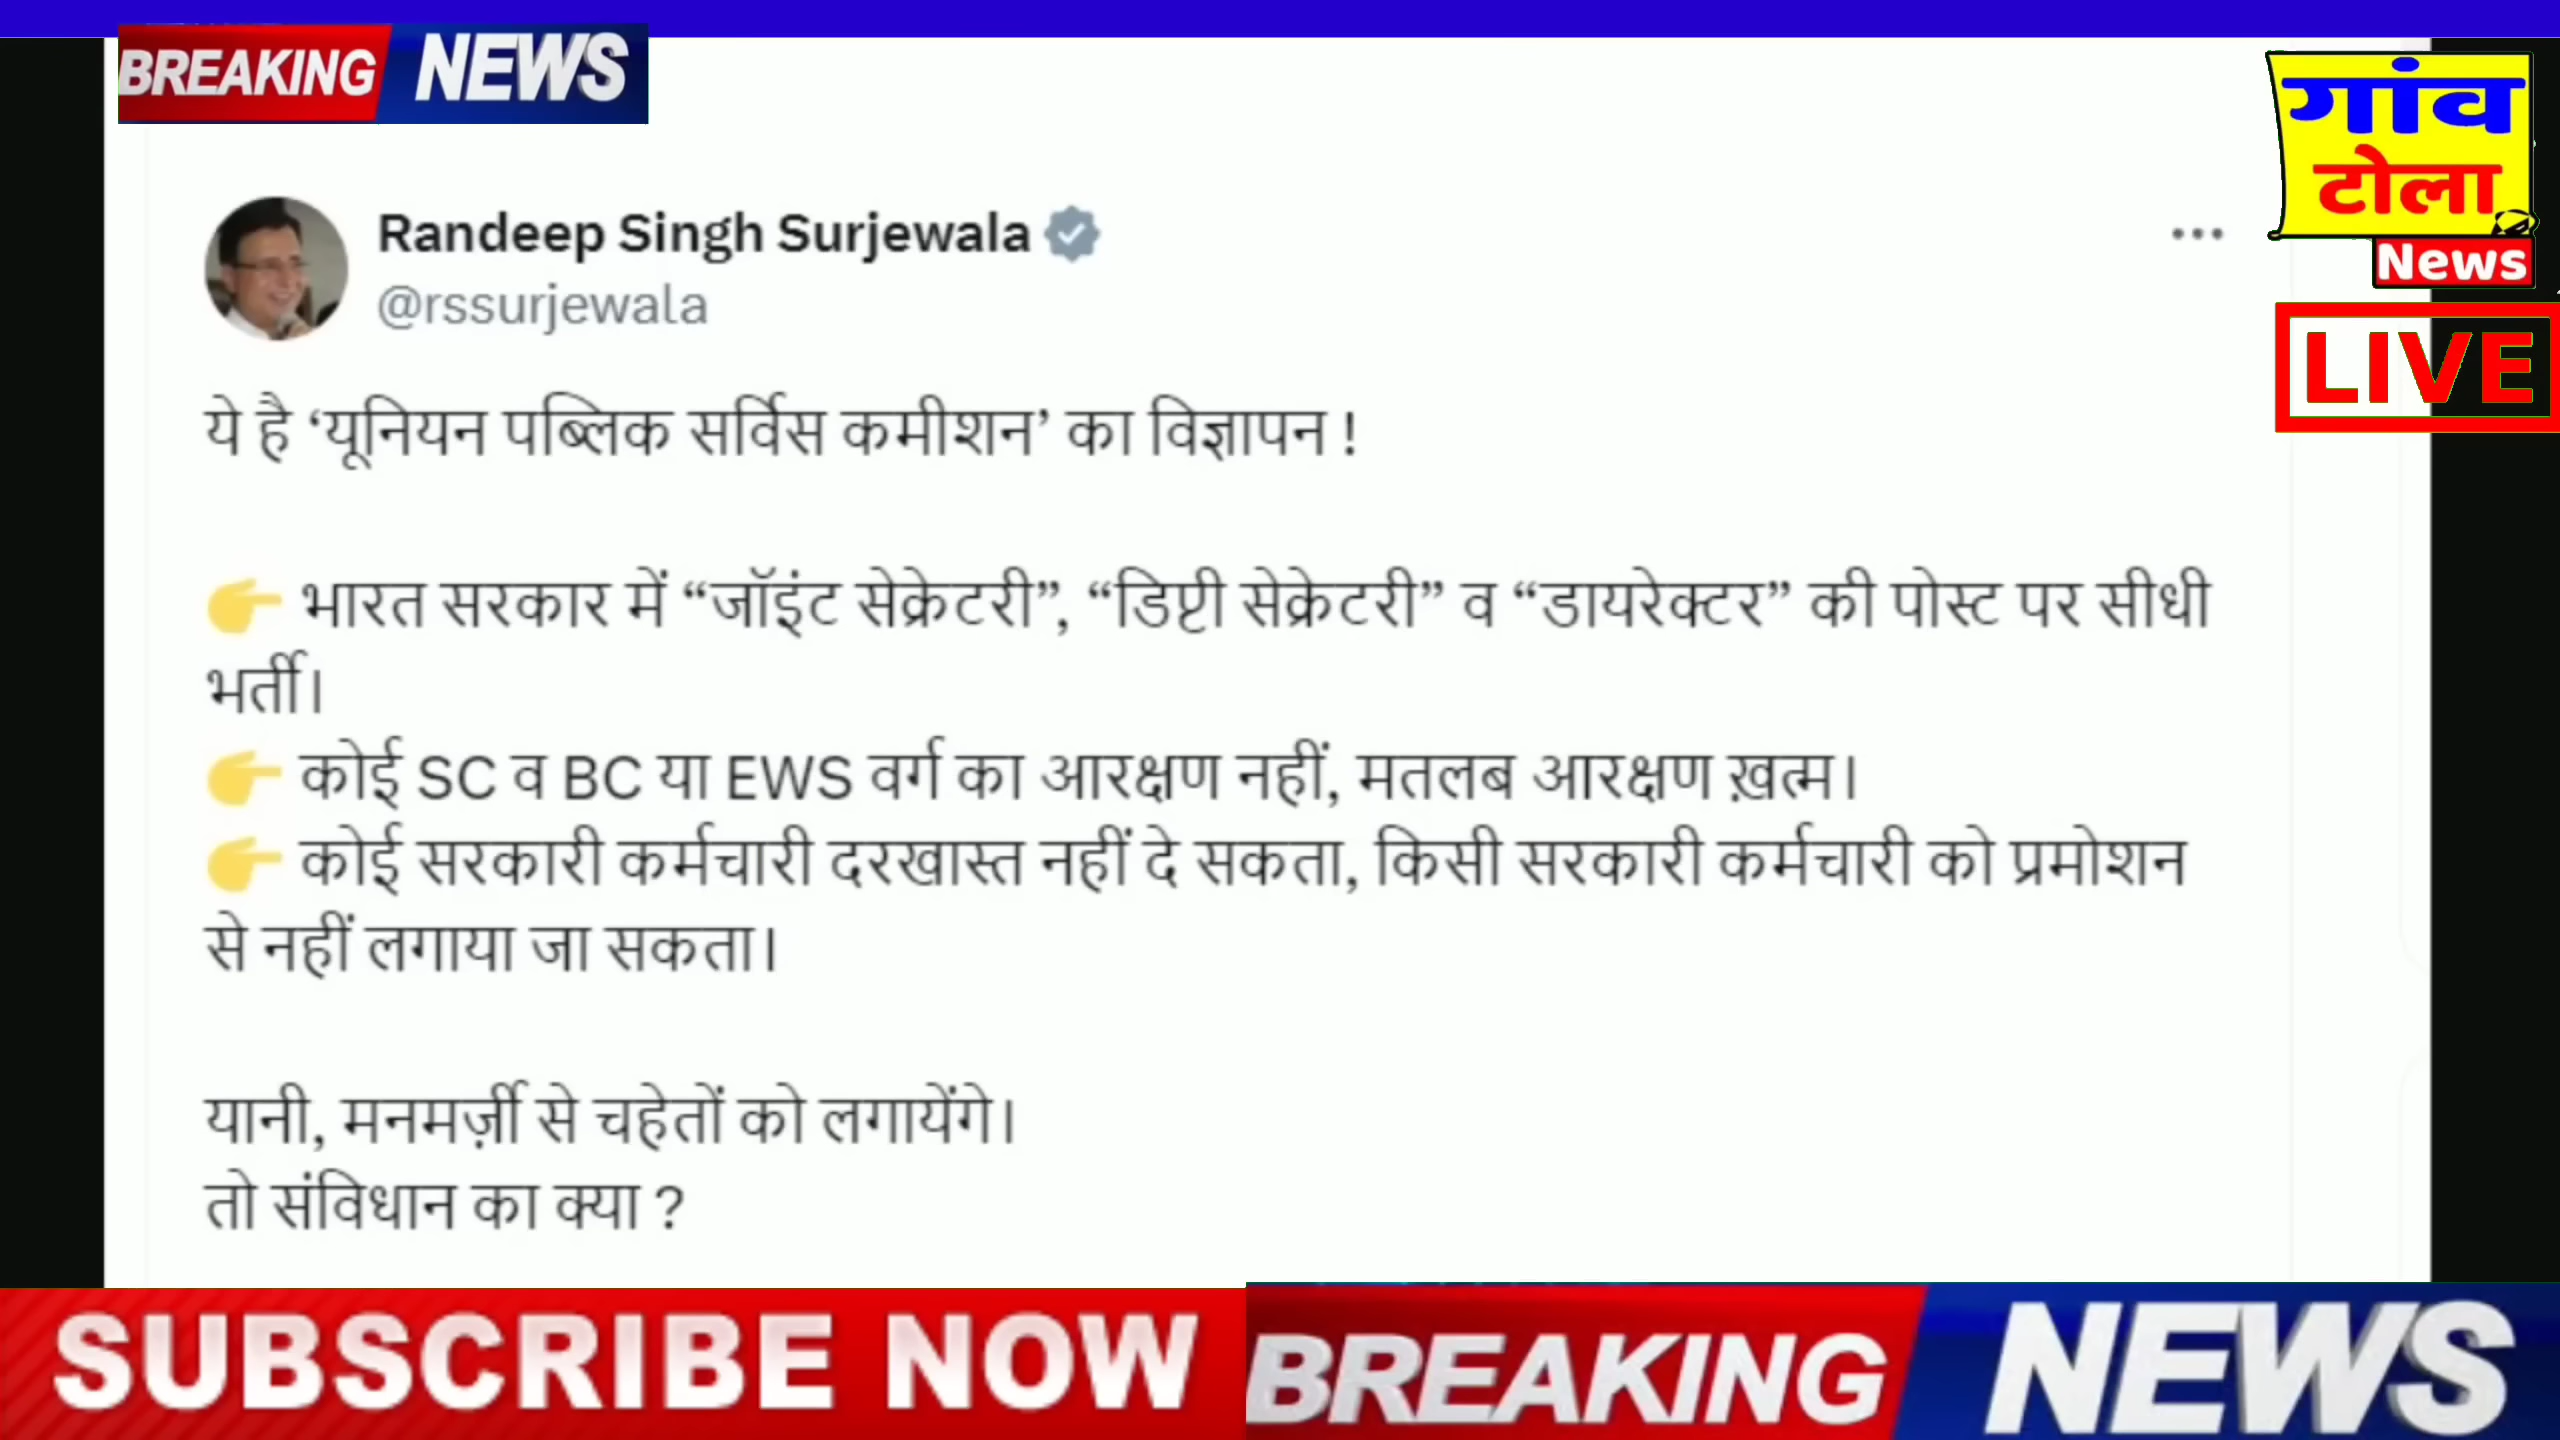 BREAKING NEWS
गांव
टोला
News
LIVE
Randeep Singh Surjewala
@rssurjewala
ये है ‘यूनियन पब्लिक सर्विस कमीशन’ का विज्ञापन !
👉 भारत सरकार में “जॉइंट सेक्रेटरी”, “डिप्टी सेक्रेटरी” व “डायरेक्टर” की पोस्ट पर सीधी
भर्ती।
👉 कोई SC व BC या EWS वर्ग का आरक्षण नहीं, मतलब आरक्षण ख़त्म।
👉 कोई सरकारी कर्मचारी दरखास्त नहीं दे सकता, किसी सरकारी कर्मचारी को प्रमोशन
से नहीं लगाया जा सकता।
यानी, मनमर्ज़ी से चहेतों को लगायेंगे।
तो संविधान का क्या ?
SUBSCRIBE NOW
BREAKING NEWS